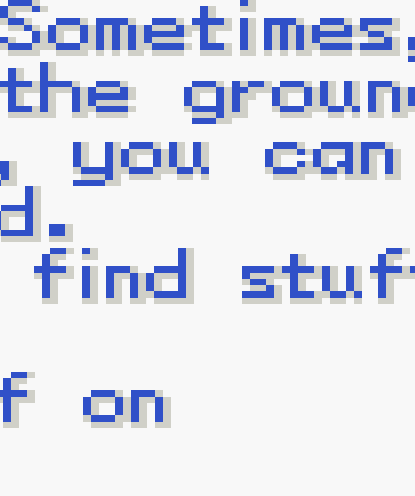 Sometimes,
the groun
, you can
d.
find stuf
f on